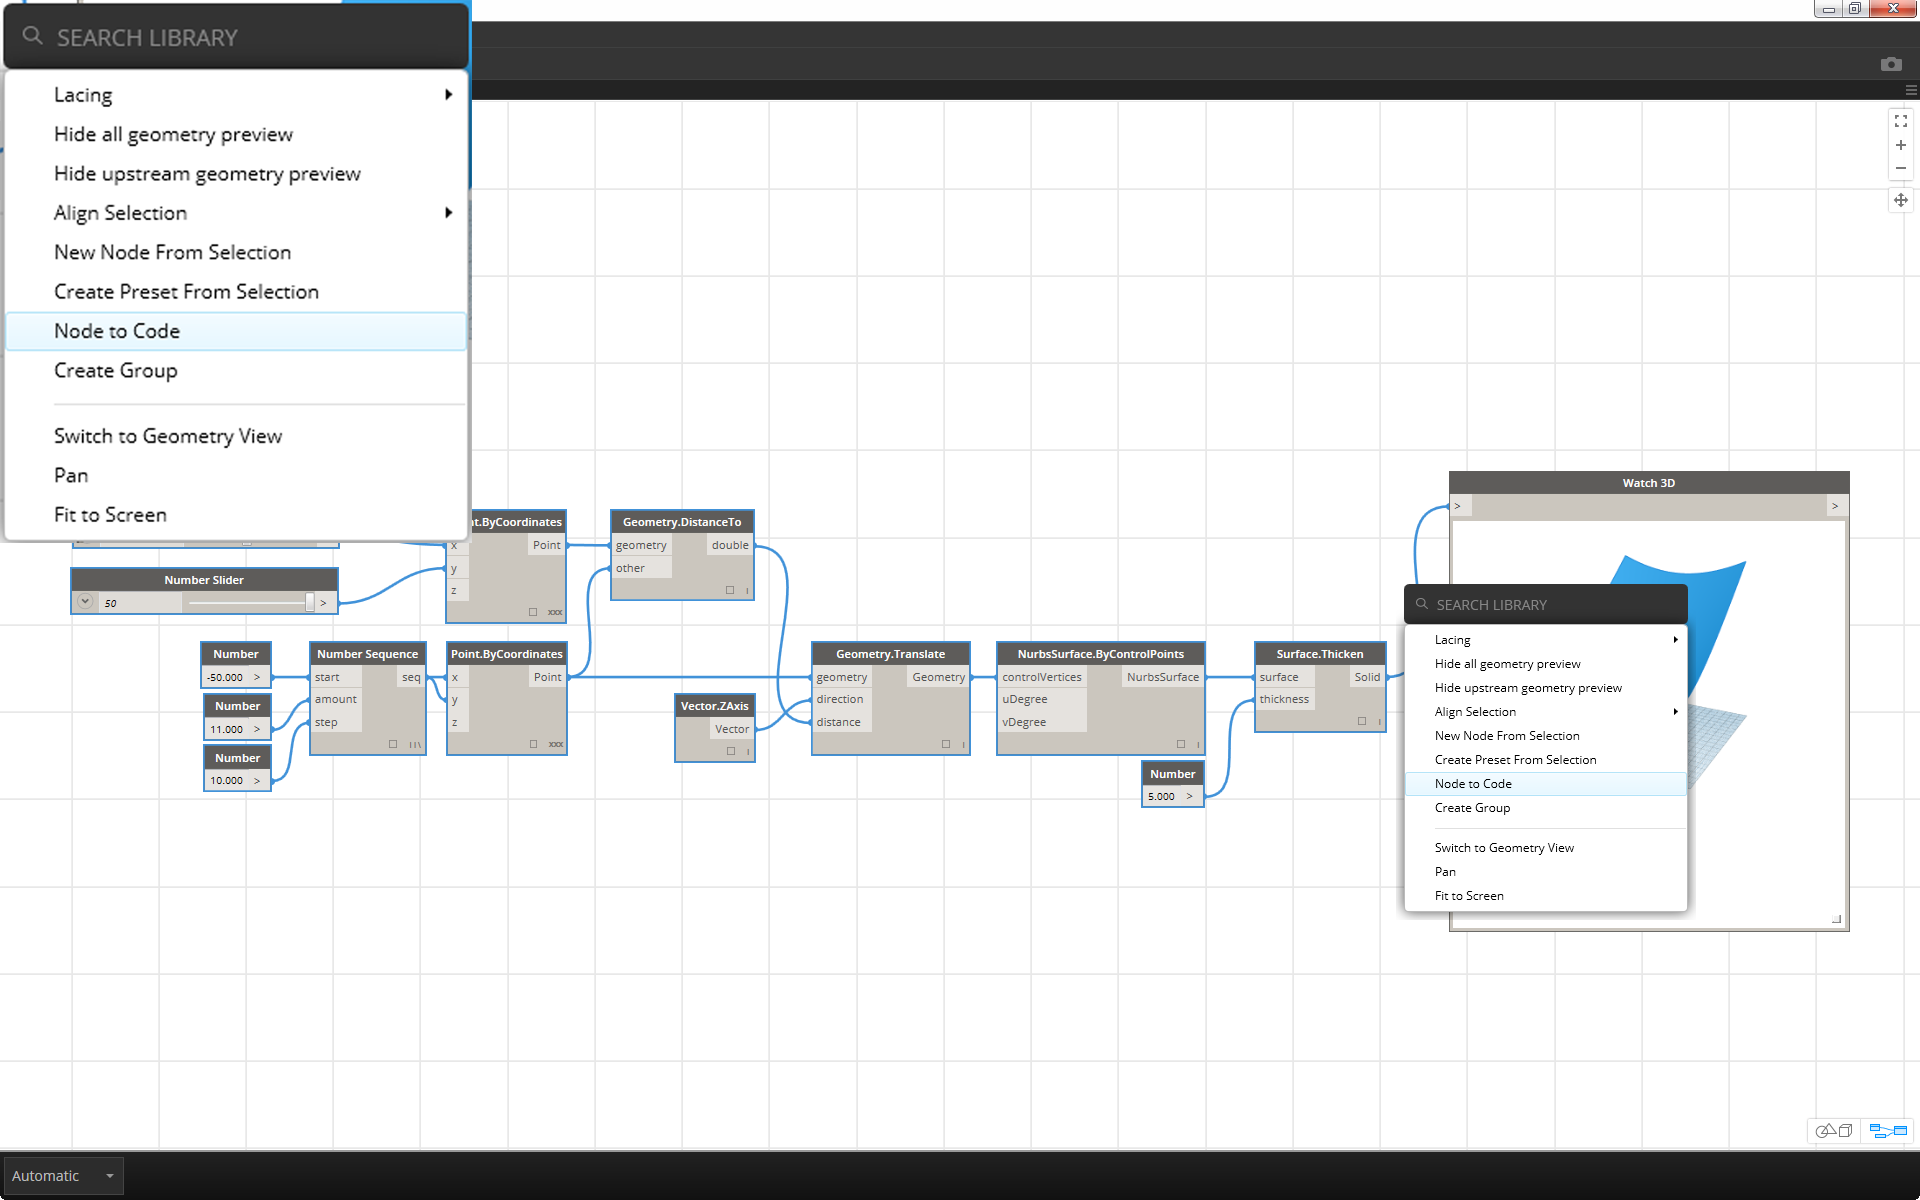 SEARCH LIBRARY
Lacing
Hide all geometry preview
Hide upstream geometry preview
Align Selection
New Node From Selection
Create Preset From Selection
Node to Code
Create Group
Switch to Geometry View
Pan
Fit to Screen
Number Slider
50 >
t.ByCoordinates
x Point
y
z
xxx
Geometry.DistanceTo
geometry double
other
Number
-50.000 >
Number
11.000 >
Number
10.000 >
Number Sequence
start seq
amount
step
Point.ByCoordinates
x Point
y
z
xxx
Vector.ZAxis
Vector
Geometry.Translate
geometry Geometry
direction
distance
NurbsSurface.ByControlPoints
controlVertices NurbsSurface
uDegree
vDegree
Number
5.000 >
Surface.Thicken
surface Solid
thickness
Watch 3D
> >
SEARCH LIBRARY
Lacing
Hide all geometry preview
Hide upstream geometry preview
Align Selection
New Node From Selection
Create Preset From Selection
Node to Code
Create Group
Switch to Geometry View
Pan
Fit to Screen
Automatic